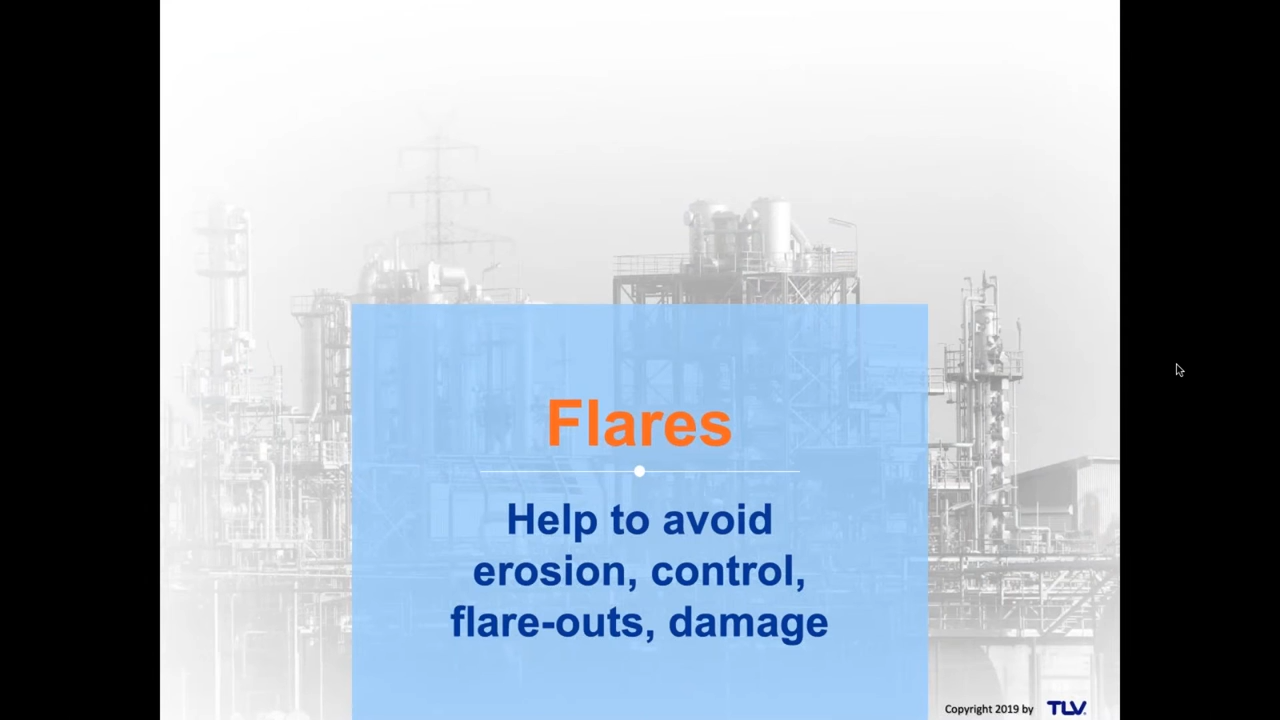 Flares
Help to avoid
erosion, control,
flare-outs, damage
Copyright 2019 by TLV.